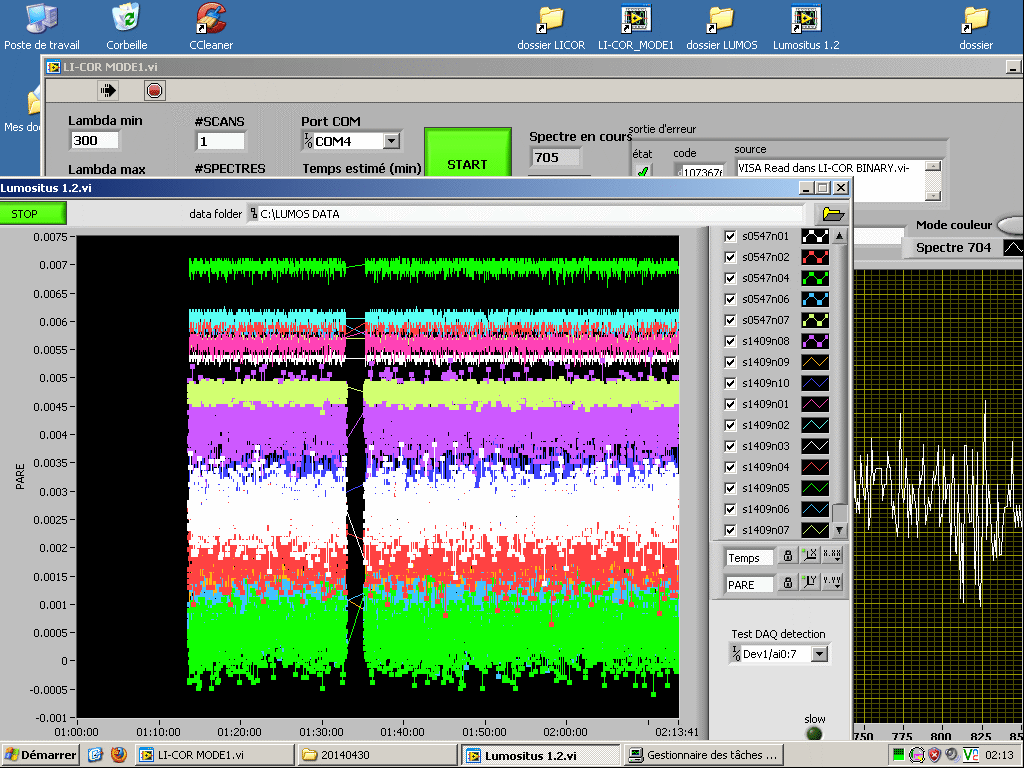 Poste de travail
Corbeille
CCleaner
dossier LICOR
LI-COR_MODE1
dossier LUMOS
Lumositus 1.2
dossier
LI-COR MODE1.vi
Mes do
Lambda min
#SCANS
Port COM
300
1
COM4
START
Spectre en cours
705
sortie d'erreur
état
code
source
107367
VISA Read dans LI-COR BINARY.vi-
Lambda max
#SPECTRES
Temps estimé (min)
Lumositus 1.2.vi
STOP
data folder
C:\LUMOS DATA
Mode couleur
Spectre 704
0.0075
0.007
0.0065
0.006
0.0055
0.005
0.0045
0.004
0.0035
0.003
0.0025
0.002
0.0015
0.001
0.0005
0
-0.0005
-0.001
PARE
01:00:00
01:10:00
01:20:00
01:30:00
01:40:00
01:50:00
02:00:00
02:13:41
s0547n01
s0547n02
s0547n04
s0547n06
s0547n07
s1409n08
s1409n09
s1409n10
s1409n01
s1409n02
s1409n03
s1409n04
s1409n05
s1409n06
s1409n07
Temps
X.XX
PARE
Y.YY
Test DAQ detection
Dev1/ai0:7
slow
750
775
800
825
85
Démarrer
LI-COR MODE1.vi
20140430
Lumositus 1.2.vi
Gestionnaire des tâches ...
02:13